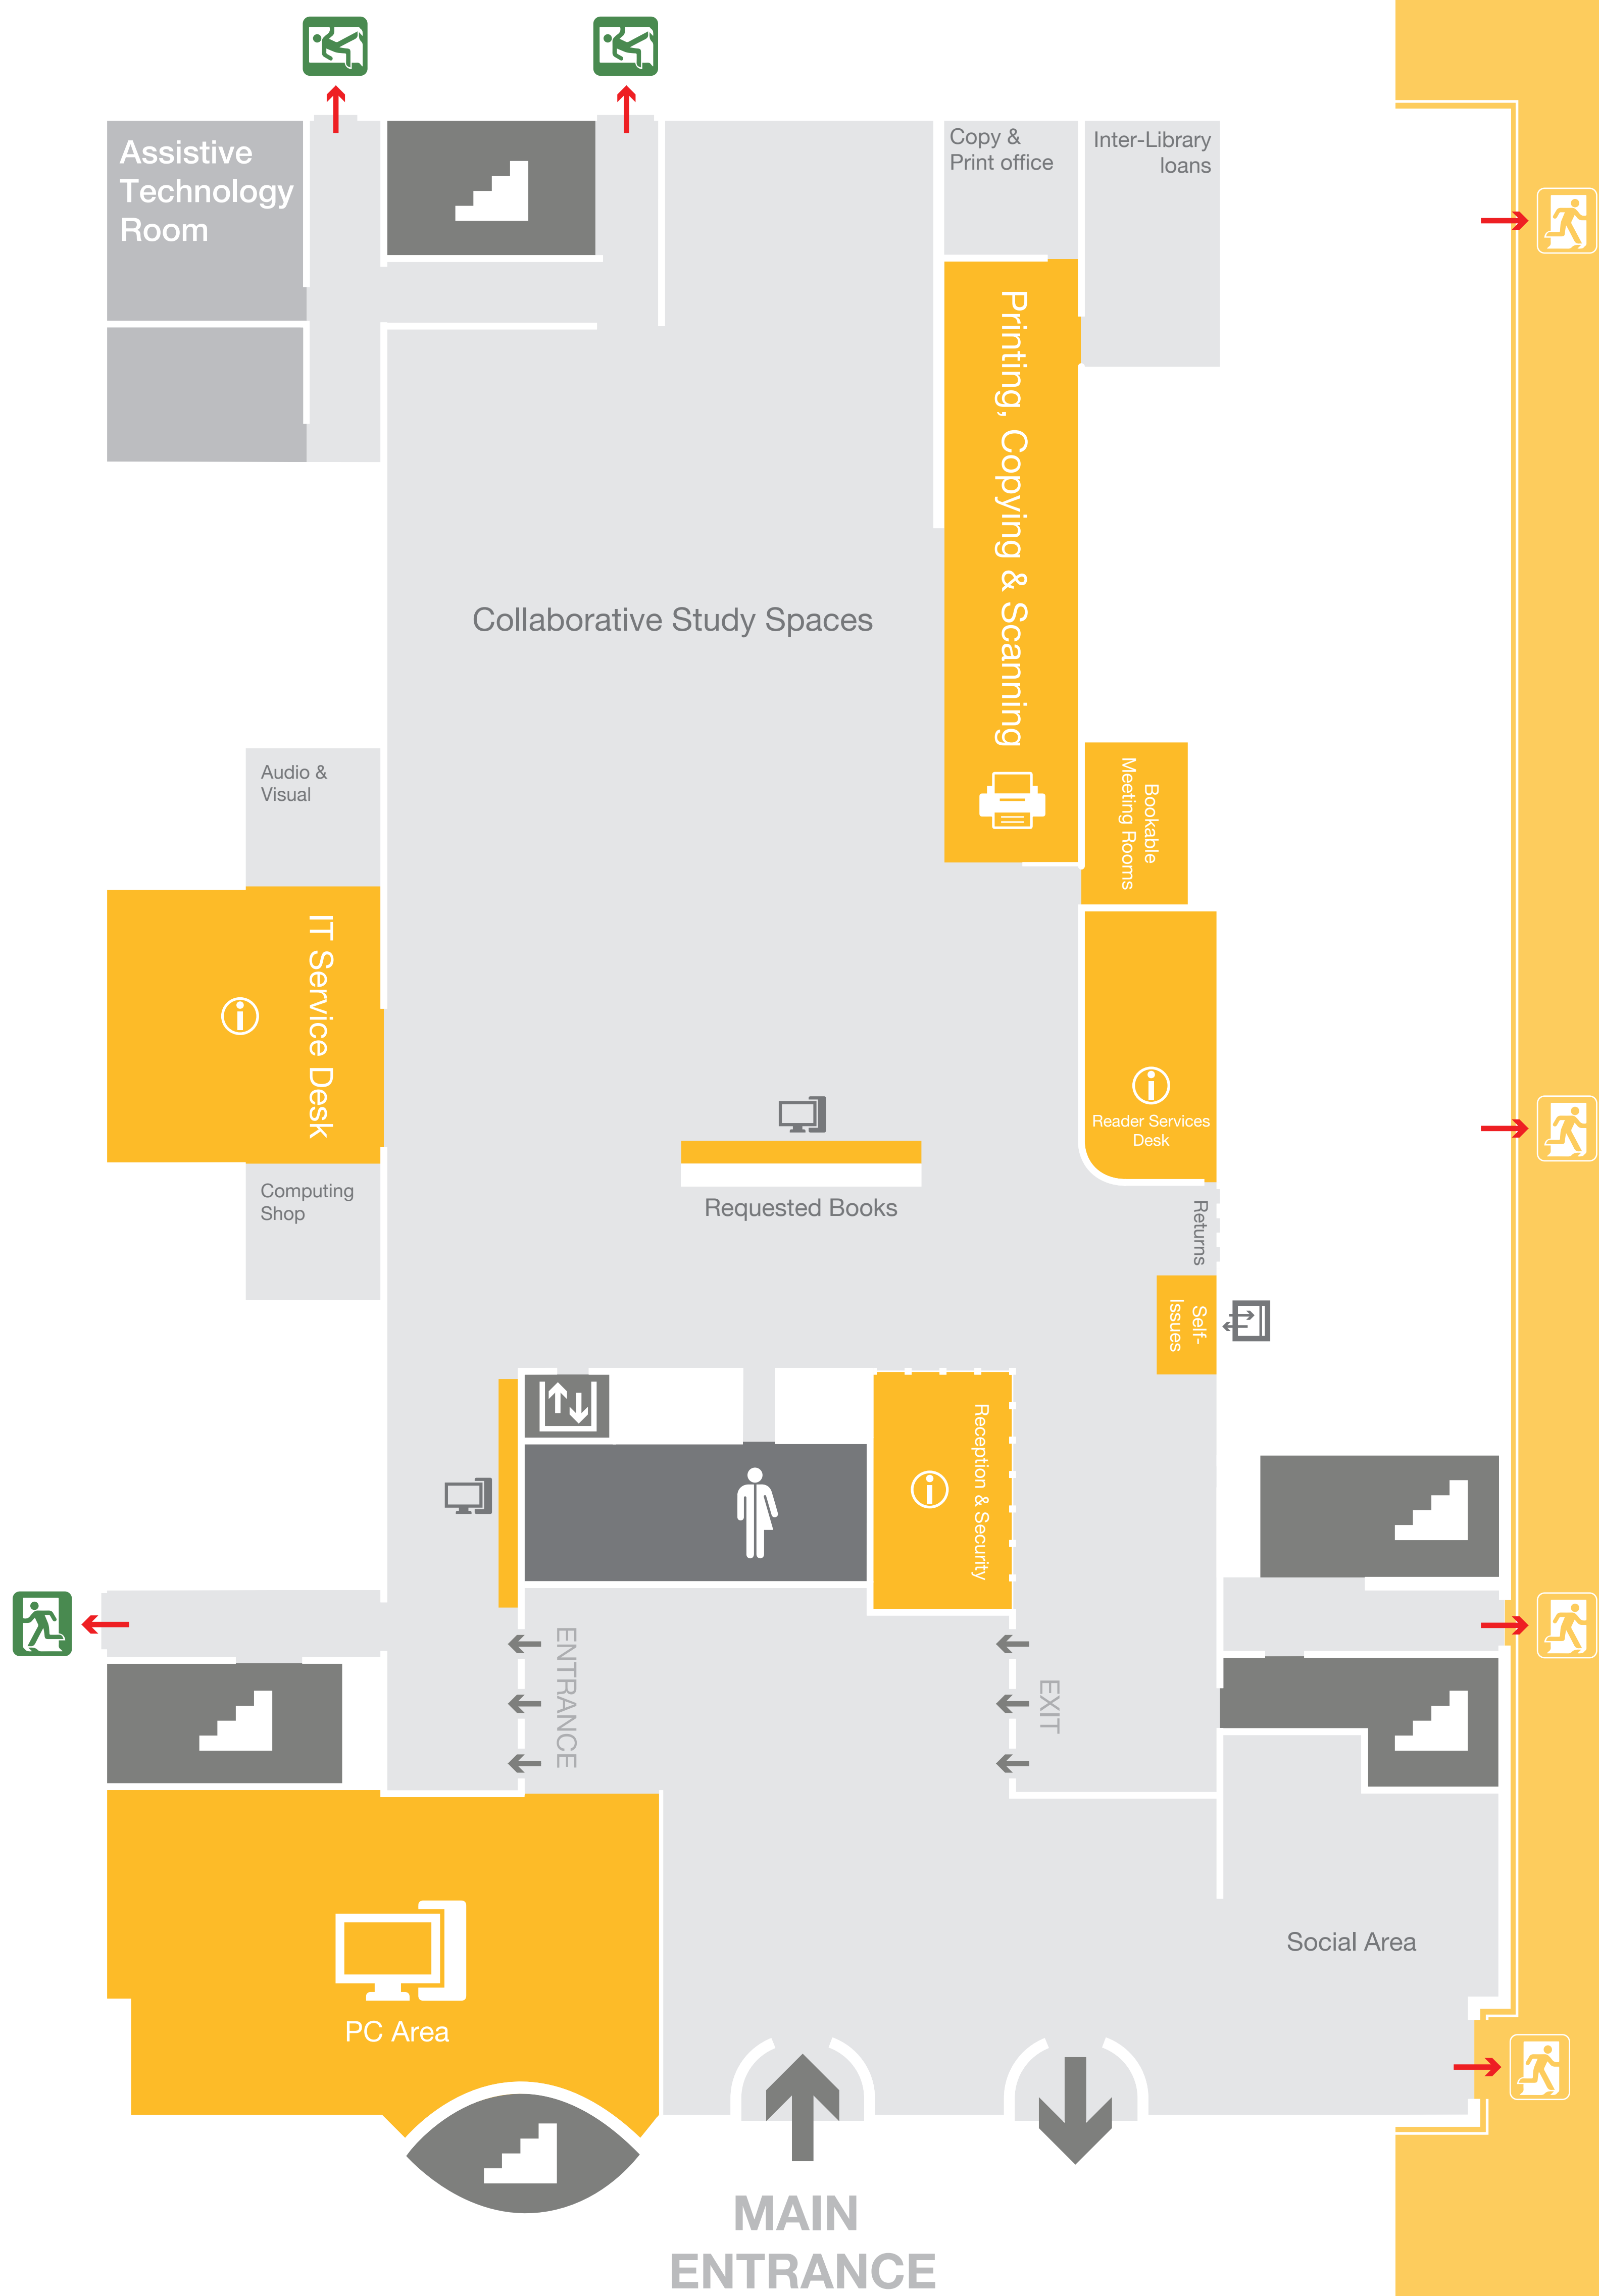 Assistive
Technology
Room
Copy &
Print office
Inter-Library
loans
Printing, Copying & Scanning
Collaborative Study Spaces
Audio &
Visual
Bookable
Meeting Rooms
IT Service Desk
Reader Services
Desk
Computing
Shop
Requested Books
Returns
Self-
Issues
Reception & Security
ENTRANCE
EXIT
Social Area
PC Area
MAIN
ENTRANCE